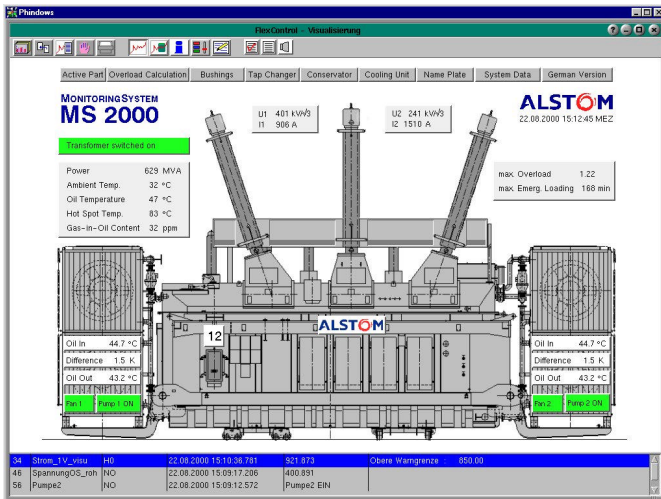 Phindows
FlexControl - Visualisierung
Active Part Overload Calculation Bushings Tap Changer Conservator Cooling Unit Name Plate System Data German Version
MONITORINGSYSTEM
MS 2000
Transformer switched on
U1 401 kV/√3
I1 906 A
U2 241 kV/√3
I2 1510 A
ALSTOM
22.08.2000 15:12:45 MEZ
Power 629 MVA
Ambient Temp. 32 °C
Oil Temperature 47 °C
Hot Spot Temp. 83 °C
Gas-in-Oil Content 32 ppm
max. Overload 1.22
max. Emerg. Loading 168 min
ALSTOM
12
Oil In 44.7 °C
Difference 1.5 K
Oil Out 43.2 °C
Fan 1 Pump 1 ON
Oil In 44.7 °C
Difference 1.5 K
Oil Out 43.2 °C
Fan 2 Pump 2 ON
34 Strom_1V_visu H0 22.08.2000 15:10:36.781 921.873 Obere Warngrenze : 850.00
46 SpannungOS_roh NO 22.08.2000 15:09:17.206 400.891
56 Pumpe2 NO 22.08.2000 15:09:12.572 Pumpe2 EIN